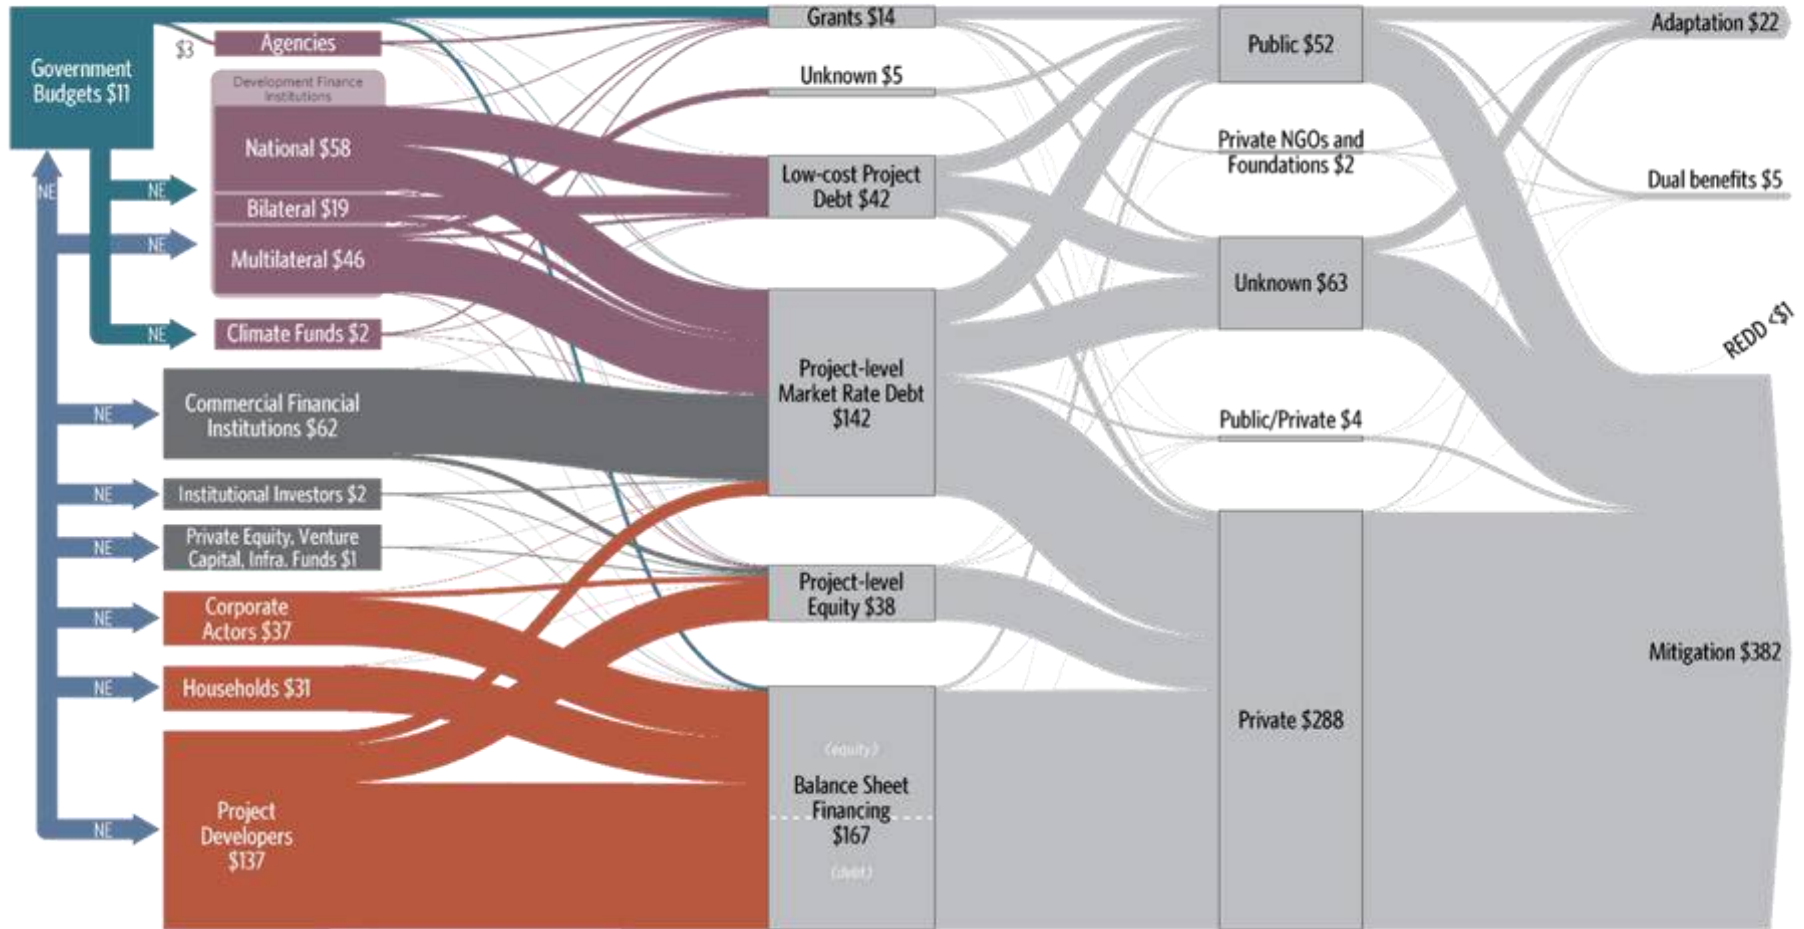 Government
Budgets $11
$3
Agencies
Development Finance
Institutions
National $58
Bilateral $19
Multilateral $46
Climate Funds $2
Commercial Financial
Institutions $62
Institutional Investors $2
Private Equity, Venture
Capital, Infra. Funds $1
Corporate
Actors $37
Households $31
Project
Developers
$137
NE
NE
NE
NE
NE
NE
NE
NE
NE
NE
Grants $14
Unknown $5
Low-cost Project
Debt $42
Project-level
Market Rate Debt
$142
Project-level
Equity $38
(equity)
Balance Sheet
Financing
$167
(debt)
Public $52
Private NGOs and
Foundations $2
Unknown $63
Public/Private $4
Private $288
Adaptation $22
Dual benefits $5
REDD <$1
Mitigation $382